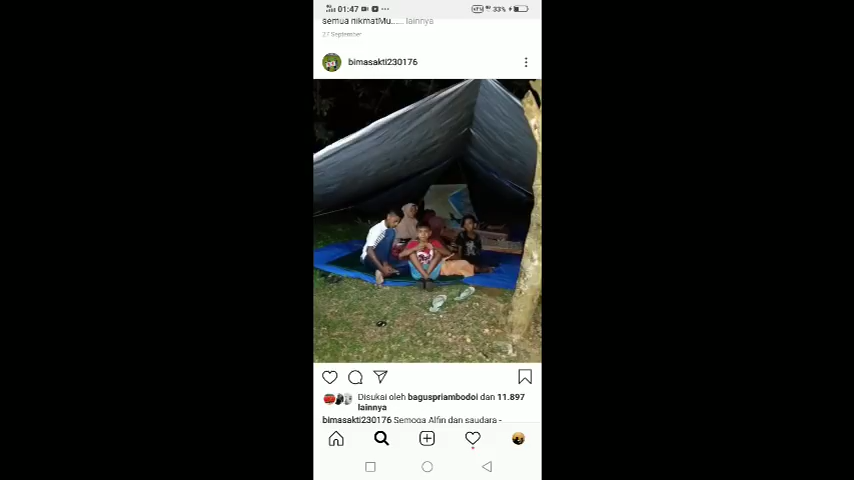 01:47
33%
semua nikmatMu...... lainnya
27 September
bimasakti230176
Disukai oleh baguspriambodoi dan 11.897
lainnya
bimasakti230176 Semoga Alfin dan saudara -